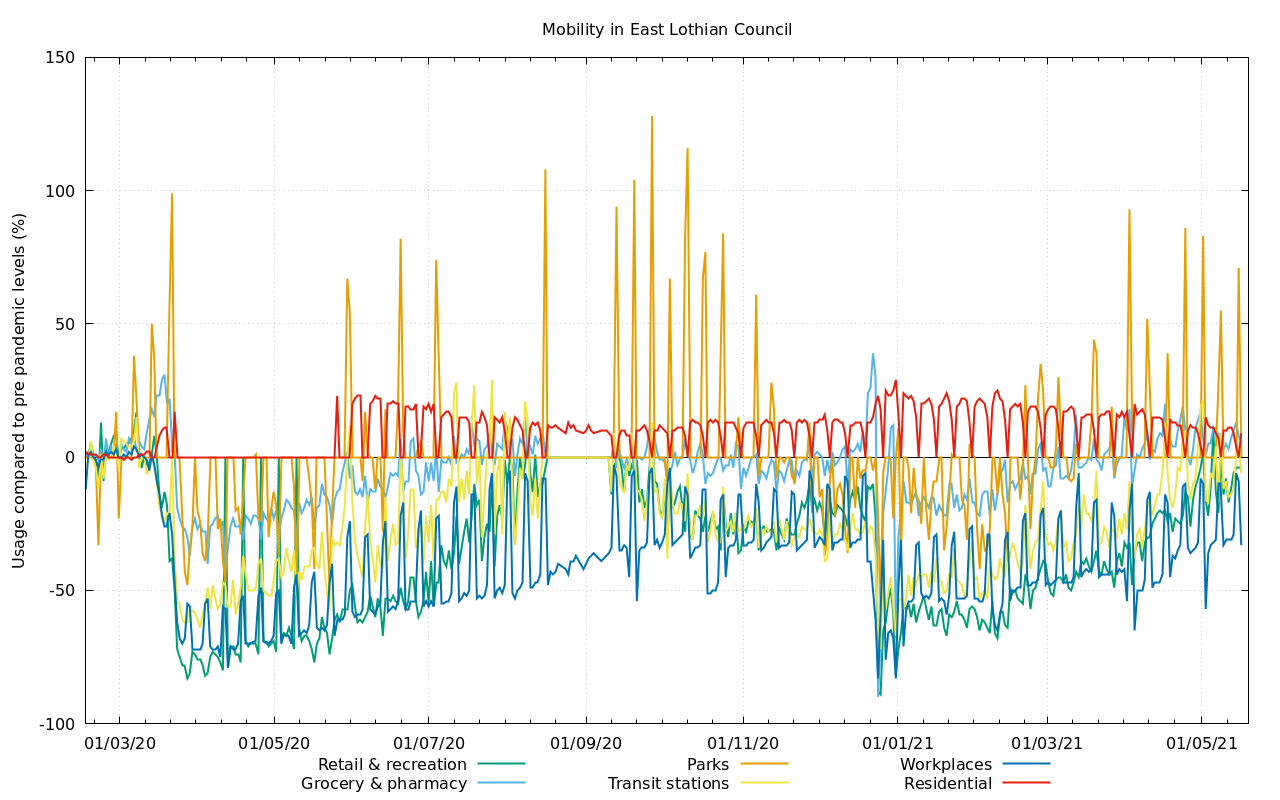 Mobility in East Lothian Council
Usage compared to pre pandemic levels (%)
150
100
50
0
-50
-100
01/03/20 01/05/20 01/07/20 01/09/20 01/11/20 01/01/21 01/03/21 01/05/21
Retail & recreation Parks Workplaces
Grocery & pharmacy Transit stations Residential